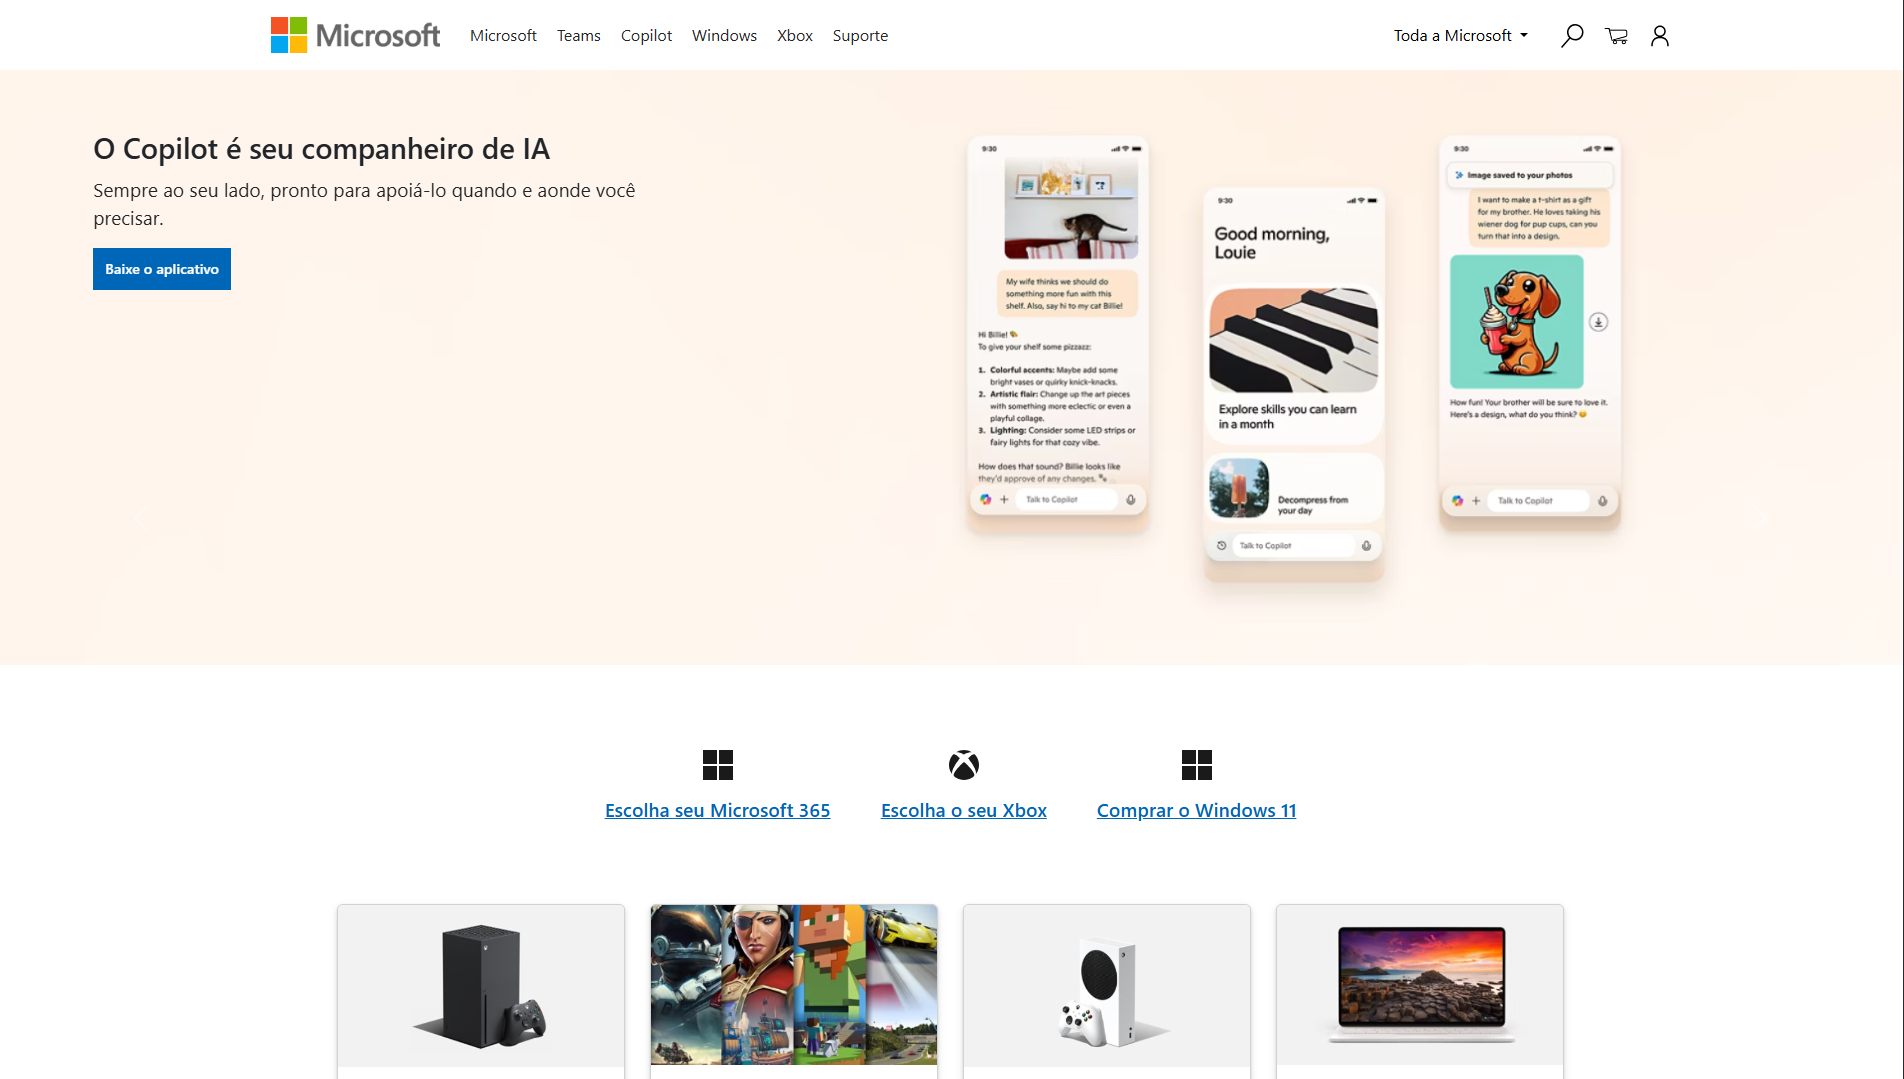 Microsoft
Microsoft Teams Copilot Windows Xbox Suporte
Toda a Microsoft
O Copilot é seu companheiro de IA
Sempre ao seu lado, pronto para apoiá-lo quando e aonde você
precisar.
Baixe o aplicativo
9:30
My wife thinks we should do
something more fun with this
shelf. Also, say hi to my cat Billie!
Hi Billie!
To give your shelf some pizzazz:
1. Colorful accents: Maybe add some
bright vases or quirky knick-knacks.
2. Artistic flair: Change up the art pieces
with something more eclectic or even a
playful collage.
3. Lighting: Consider some LED strips or
fairy lights for that cozy vibe.
How does that sound? Billie looks like
they'd approve of any changes.
Talk to Copilot
9:30
Good morning,
Louie
Explore skills you can learn
in a month
Decompress from
your day
Talk to Copilot
9:30
Image saved to your photos
I want to make a t-shirt as a gift
for my brother. He loves taking his
wiener dog for pup cups, can you
turn that into a design.
How fun! Your brother will be sure to love it.
Here's a design, what do you think?
Talk to Copilot
Escolha seu Microsoft 365
Escolha o seu Xbox
Comprar o Windows 11